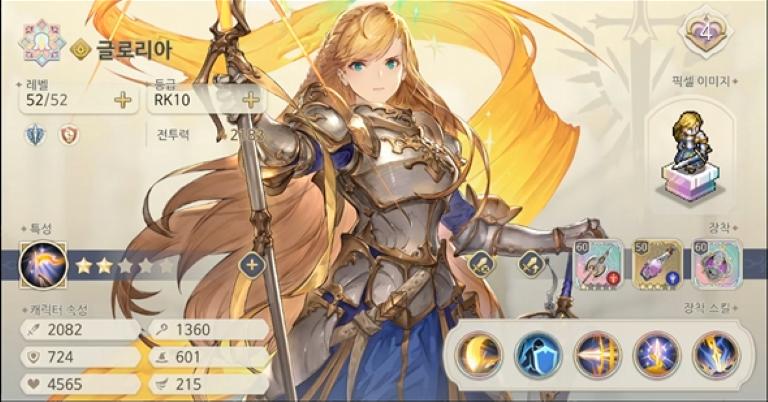 4
글로리아
레벨
52/52
등급
RK10
픽셀 이미지
전투력
2183
특성
장착
60
50
60
캐릭터 속성
장착 스킬
2082
1360
724
601
4565
215